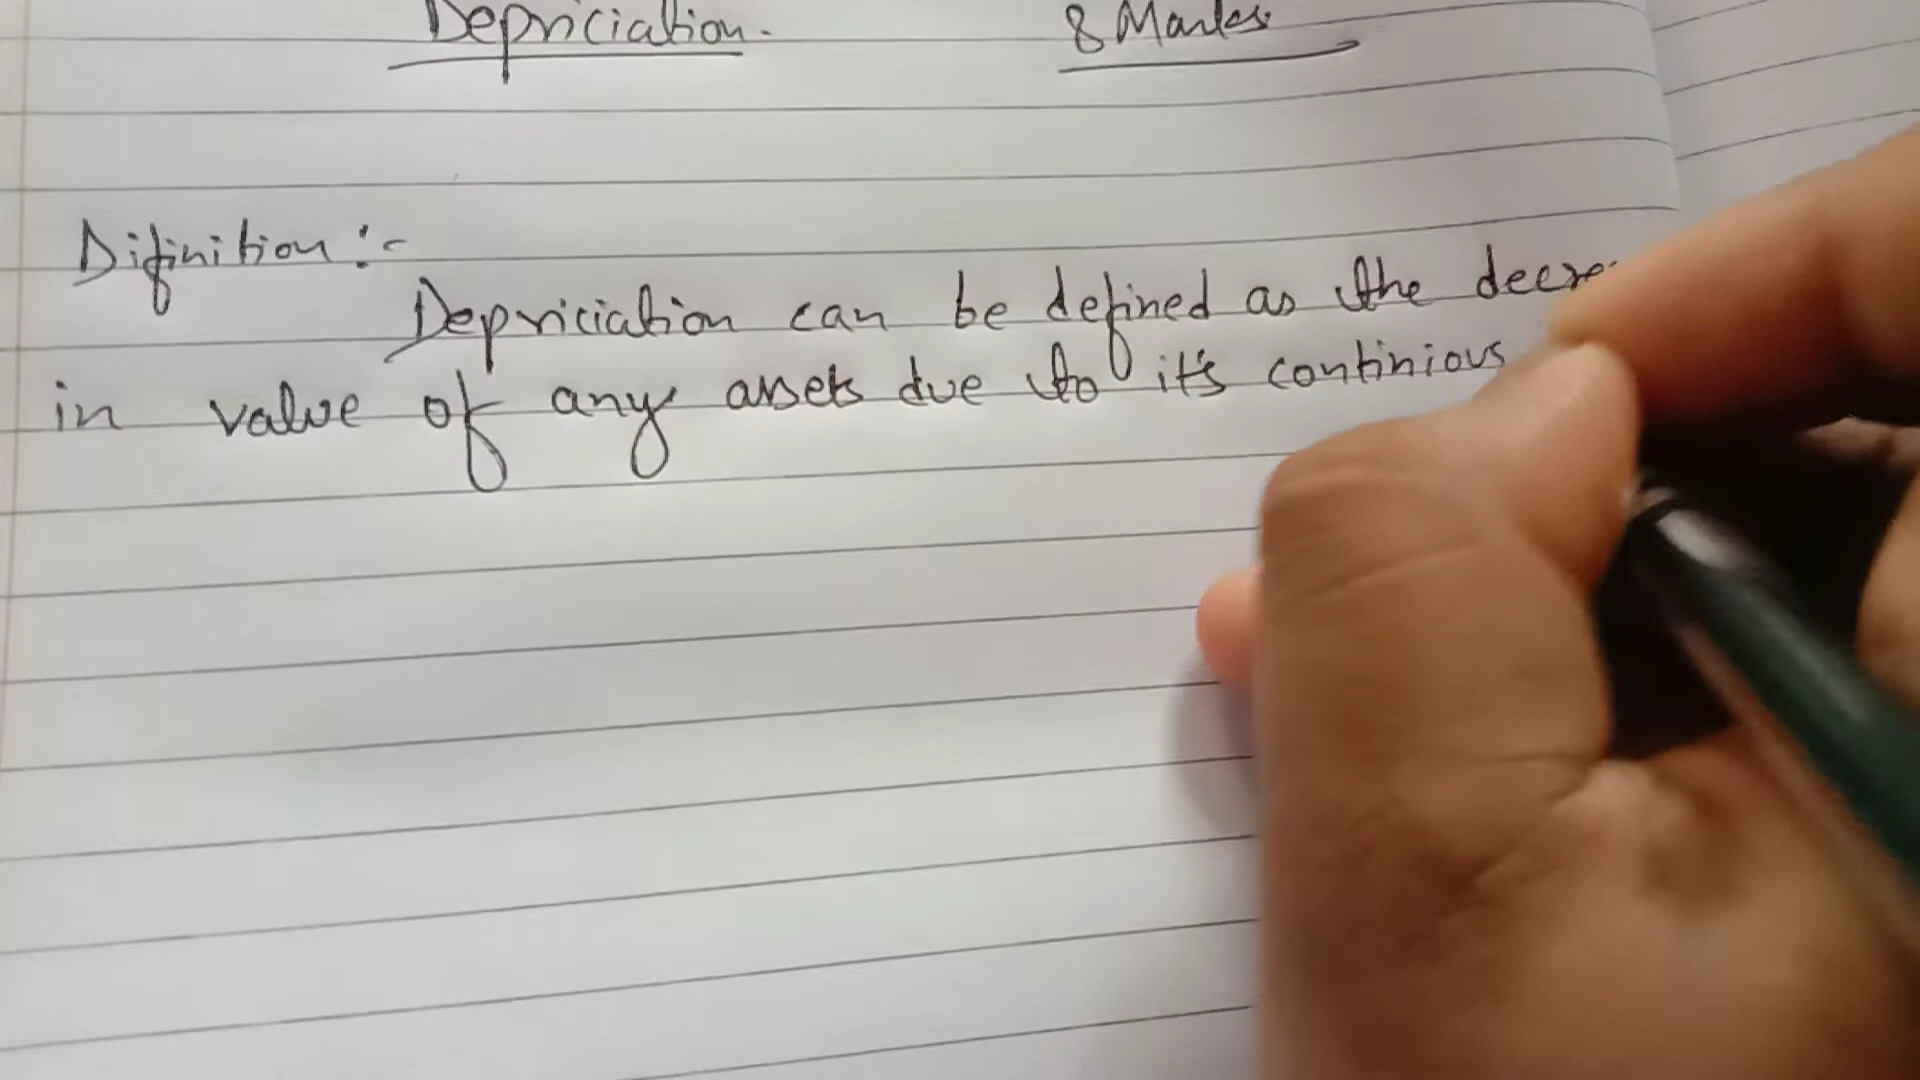 Depriciation. 8 Marks
Difinition :-
Depriciation can be defined as the decre
in value of any assets due to it's continious